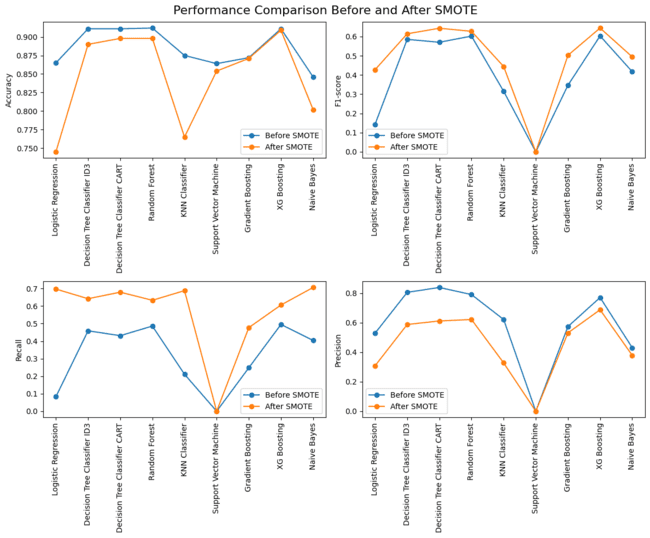 Performance Comparison Before and After SMOTE
Accuracy
0.900
0.875
0.850
0.825
0.800
0.775
0.750
Before SMOTE
After SMOTE
Logistic Regression
Decision Tree Classifier ID3
Decision Tree Classifier CART
Random Forest
KNN Classifier
Support Vector Machine
Gradient Boosting
XG Boosting
Naive Bayes
F1-score
0.6
0.5
0.4
0.3
0.2
0.1
0.0
Before SMOTE
After SMOTE
Logistic Regression
Decision Tree Classifier ID3
Decision Tree Classifier CART
Random Forest
KNN Classifier
Support Vector Machine
Gradient Boosting
XG Boosting
Naive Bayes
Recall
0.7
0.6
0.5
0.4
0.3
0.2
0.1
0.0
Before SMOTE
After SMOTE
Logistic Regression
Decision Tree Classifier ID3
Decision Tree Classifier CART
Random Forest
KNN Classifier
Support Vector Machine
Gradient Boosting
XG Boosting
Naive Bayes
Precision
0.8
0.6
0.4
0.2
0.0
Before SMOTE
After SMOTE
Logistic Regression
Decision Tree Classifier ID3
Decision Tree Classifier CART
Random Forest
KNN Classifier
Support Vector Machine
Gradient Boosting
XG Boosting
Naive Bayes